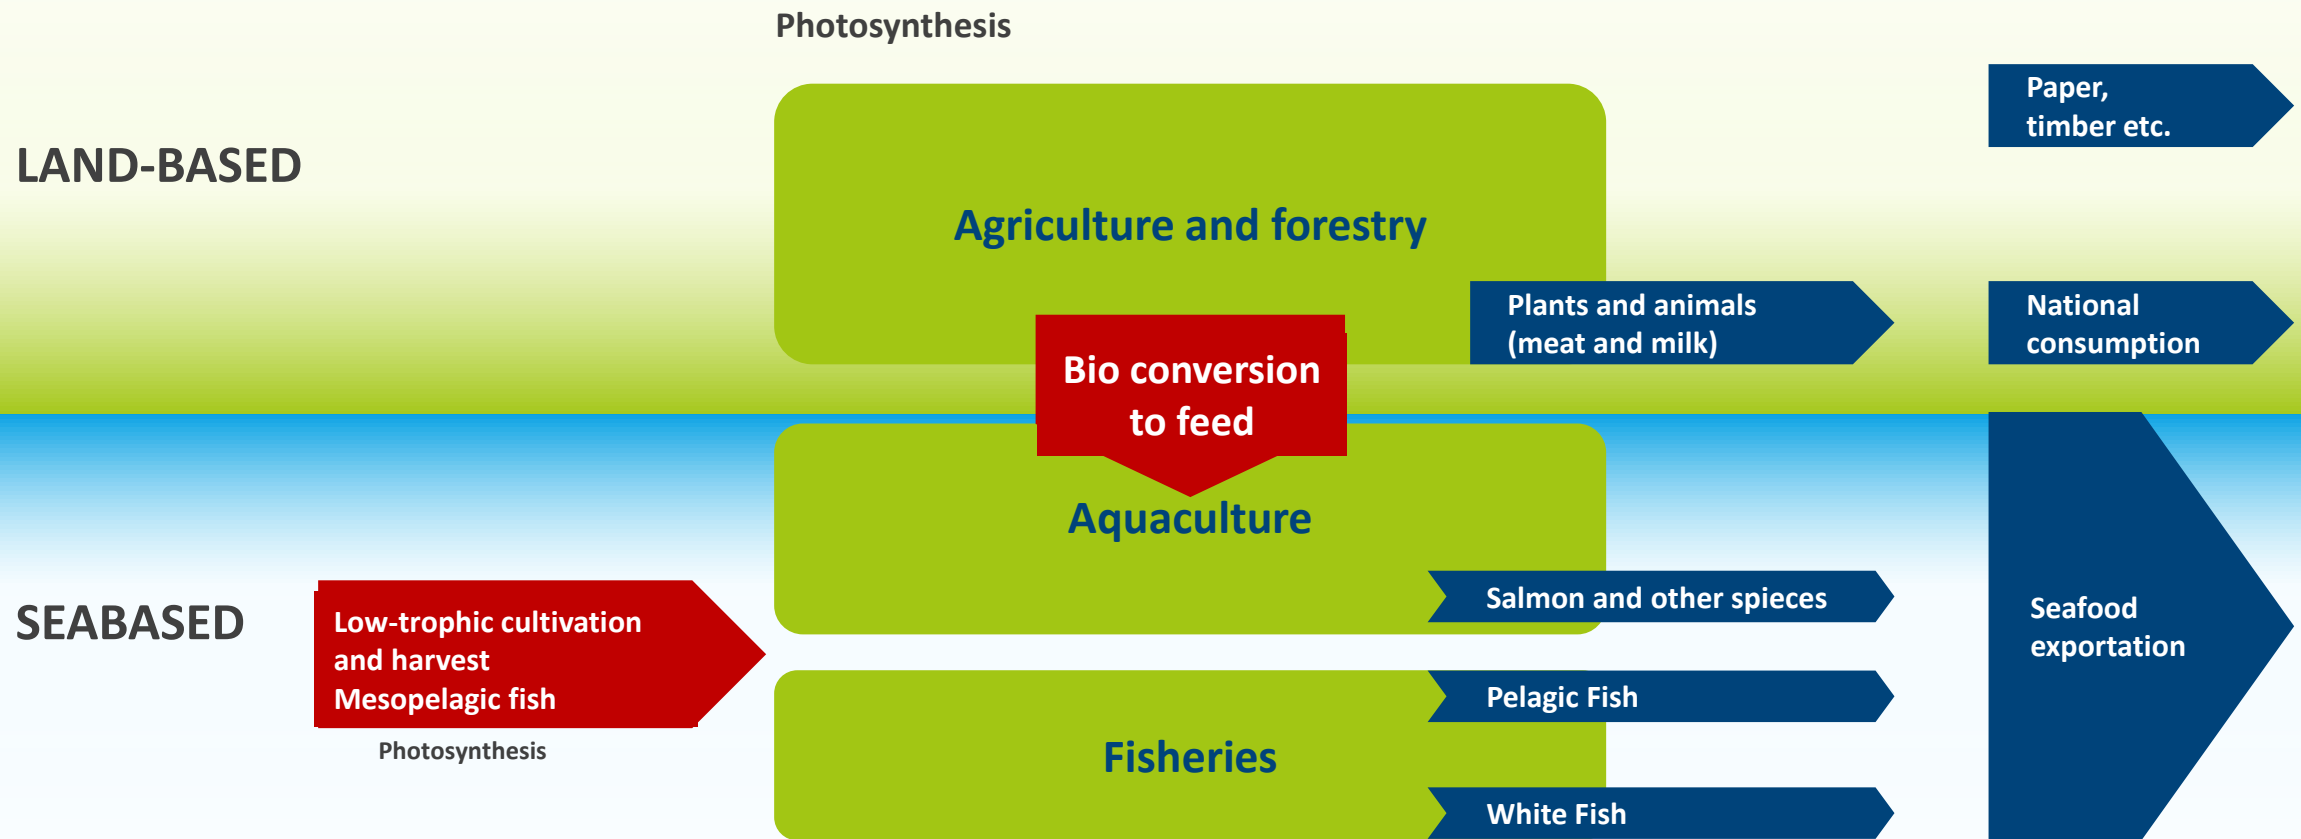 Photosynthesis
Paper,
timber etc.
LAND-BASED
Agriculture and forestry
Plants and animals
(meat and milk)
National
consumption
Bio conversion
to feed
Aquaculture
Salmon and other spieces
SEABASED
Low-trophic cultivation
and harvest
Mesopelagic fish
Photosynthesis
Seafood
exportation
Pelagic Fish
Fisheries
White Fish